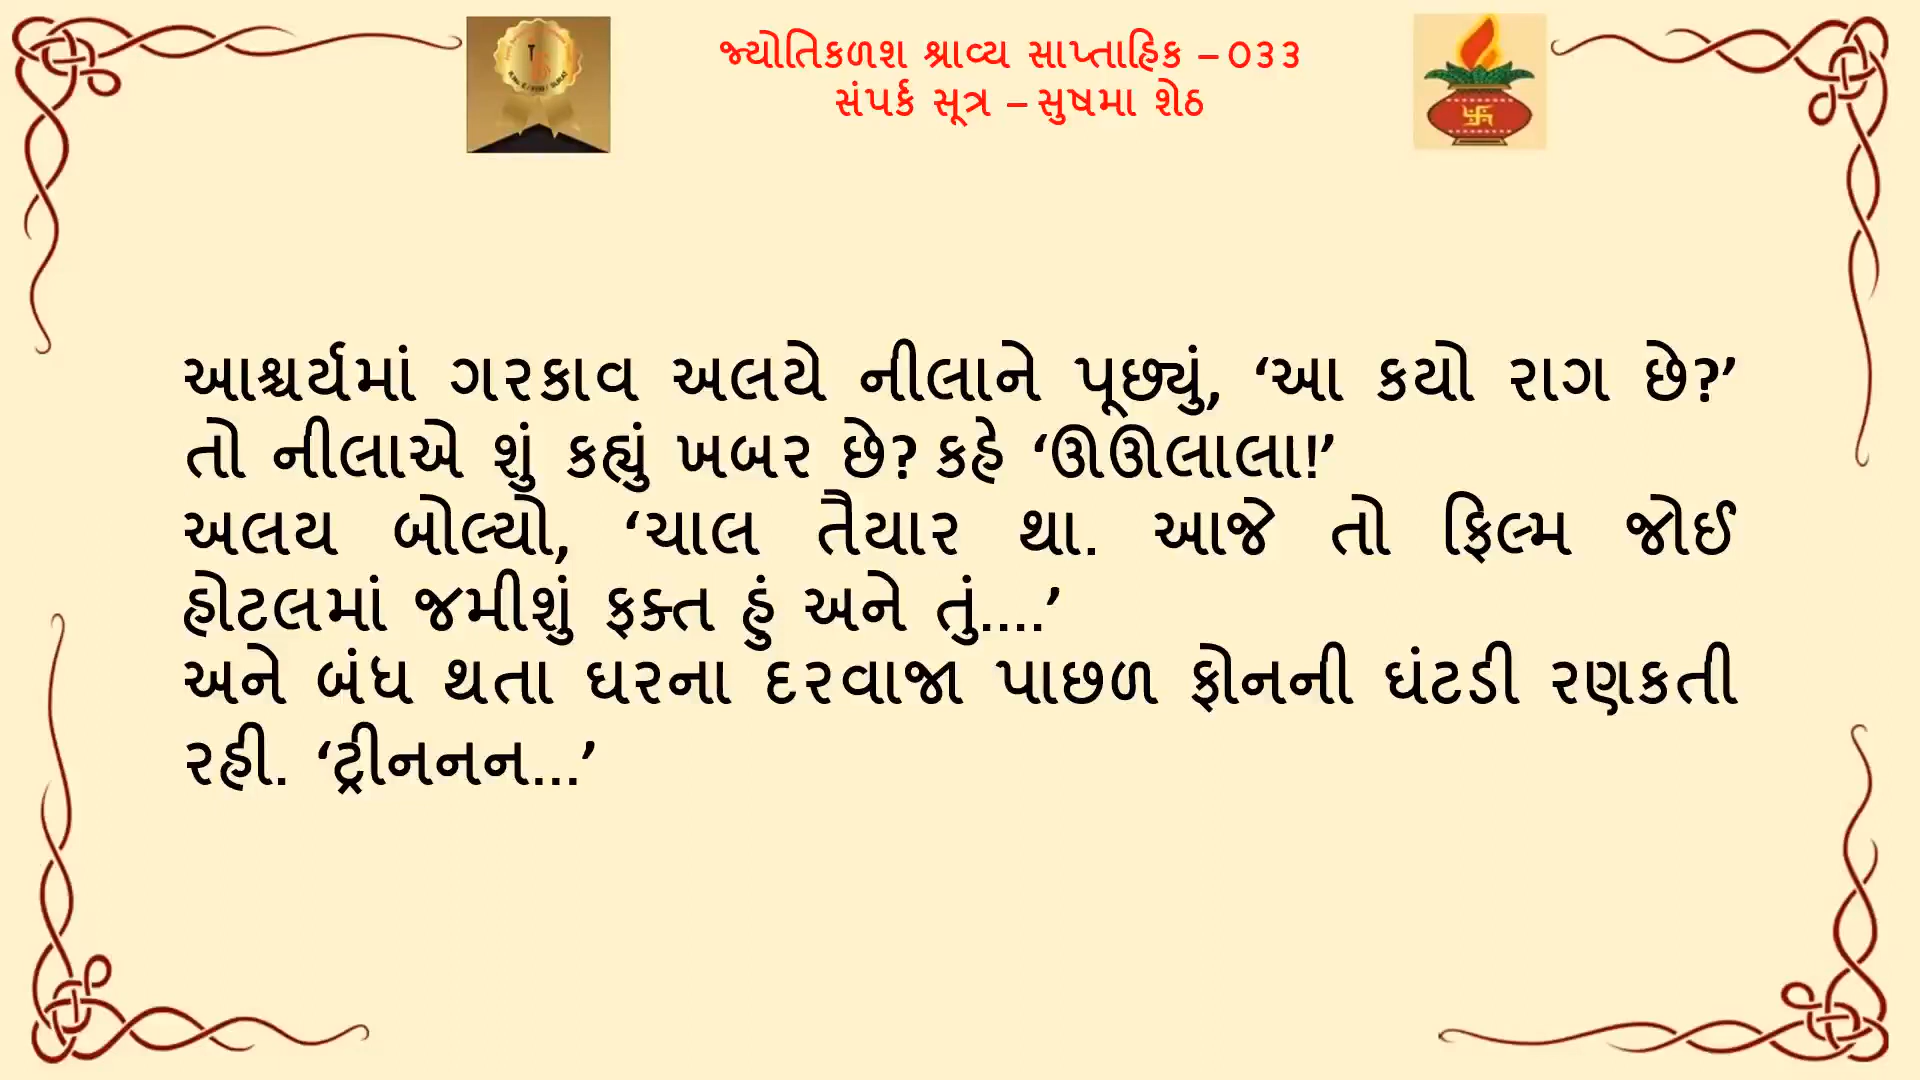 જ્યોતિકળશ શ્રાવ્ય સાપ્તાહિક – ૦૩૩
સંપર્ક સૂત્ર – સુષમા શેઠ
આશ્ચર્યમાં ગરકાવ અલયે નીલાને પૂછ્યું, ‘આ કયો રાગ છે?’
તો નીલાએ શું કહ્યું ખબર છે? કહે ‘ઊઊલાલા!’
અલય બોલ્યો, ‘ચાલ તૈયાર થા. આજે તો ફિલ્મ જોઈ
હોટલમાં જમીશું ફક્ત હું અને તું....’
અને બંધ થતા ઘરના દરવાજા પાછળ ફોનની ઘંટડી રણકતી
રહી. ‘ટ્રીનનન...’